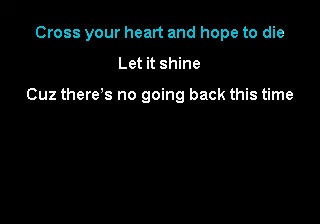 Cross your heart and hope to die
Let it shine
Cuz there's no going back this time